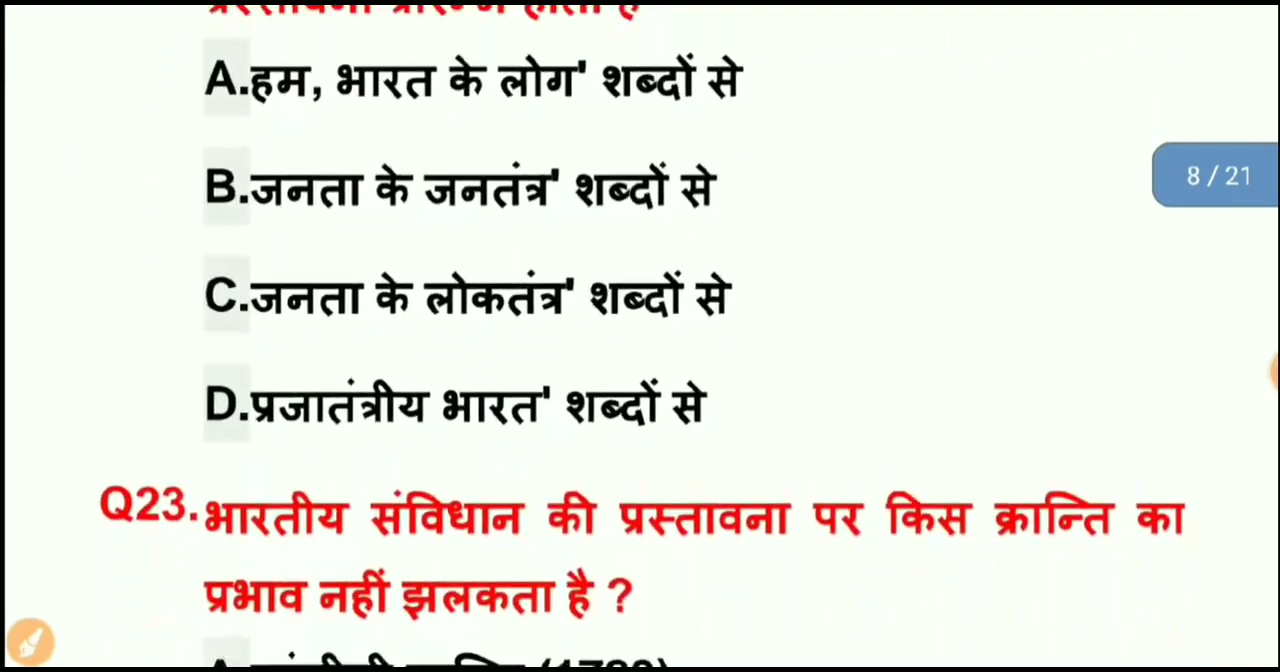 A.हम, भारत के लोग' शब्दों से
B.जनता के जनतंत्र' शब्दों से
8 / 21
C.जनता के लोकतंत्र' शब्दों से
D.प्रजातंत्रीय भारत' शब्दों से
Q23. भारतीय संविधान की प्रस्तावना पर किस क्रान्ति का
प्रभाव नहीं झलकता है ?